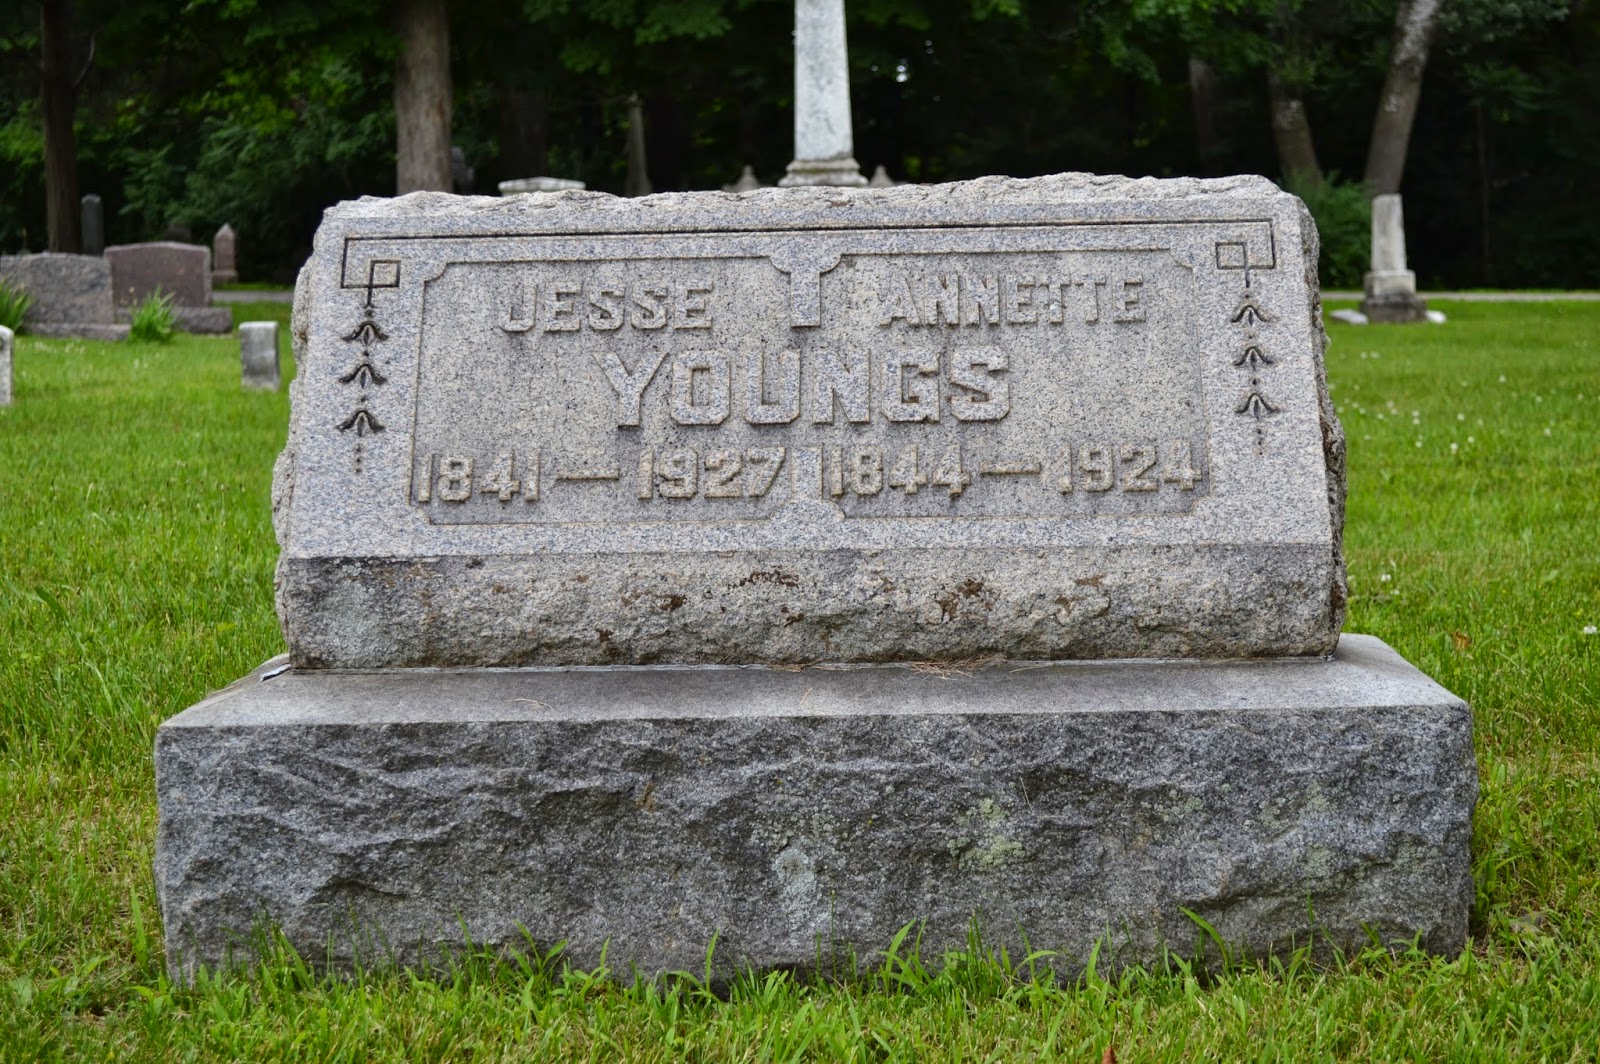 JESSE ANNETTE
YOUNGS
1841 — 1927 1844 — 1924